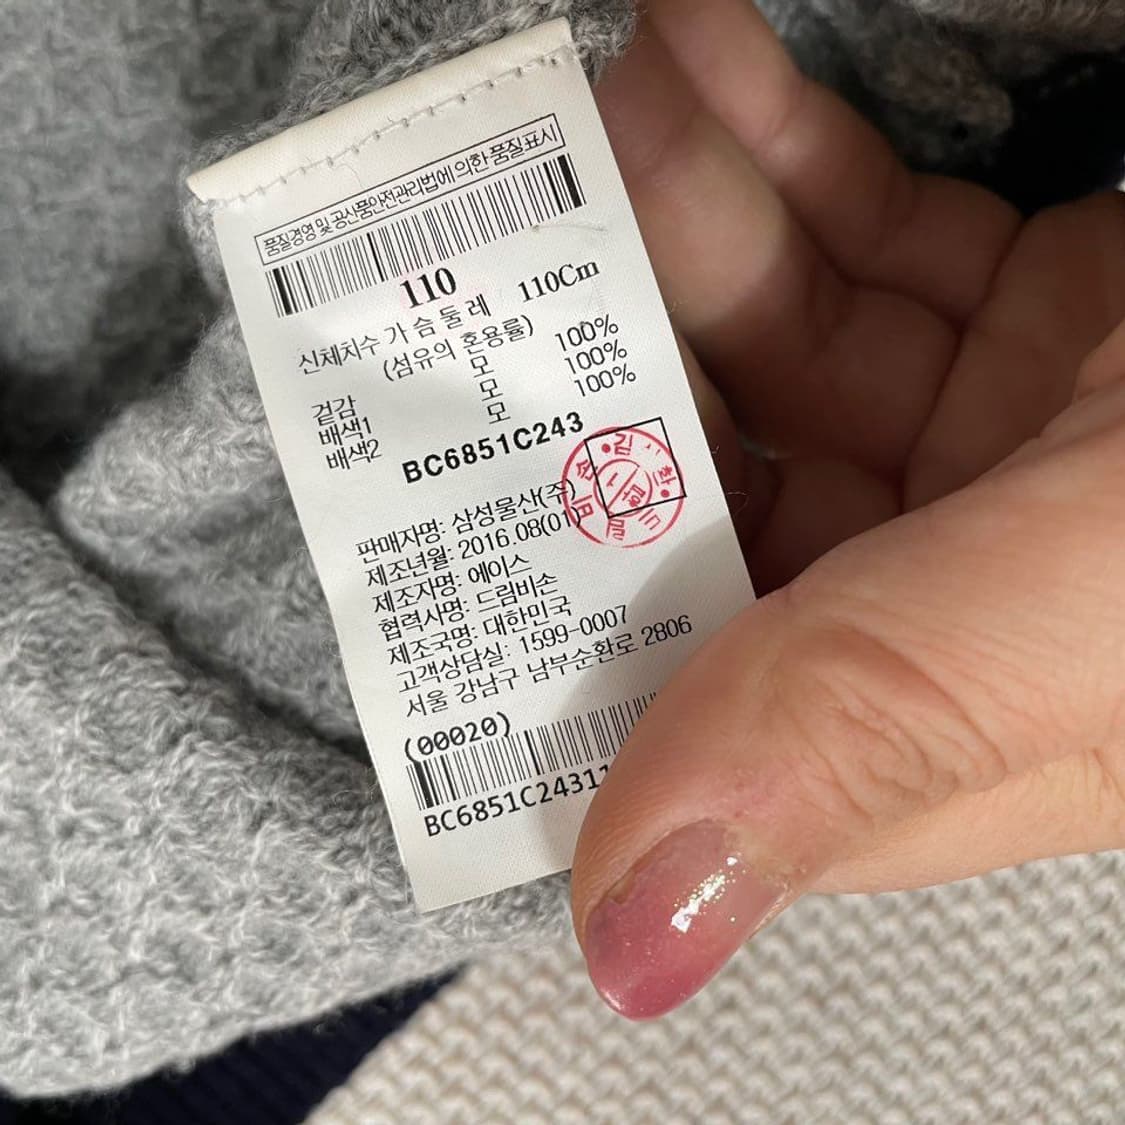 품질경영 및 공산품안전관리법에 의한 품질표시
110
신체치수 가슴둘레 110Cm
(섬유의 혼용률)
겉감 모 100%
배색1 모 100%
배색2 모 100%
BC6851C243
판매자명: 삼성물산(주)
제조년월: 2016.08(01)
제조자명: 에이스
협력사명: 드림비손
제조국명: 대한민국
고객상담실: 1599-0007
서울 강남구 남부순환로 2806
(00020)
BC6851C24311